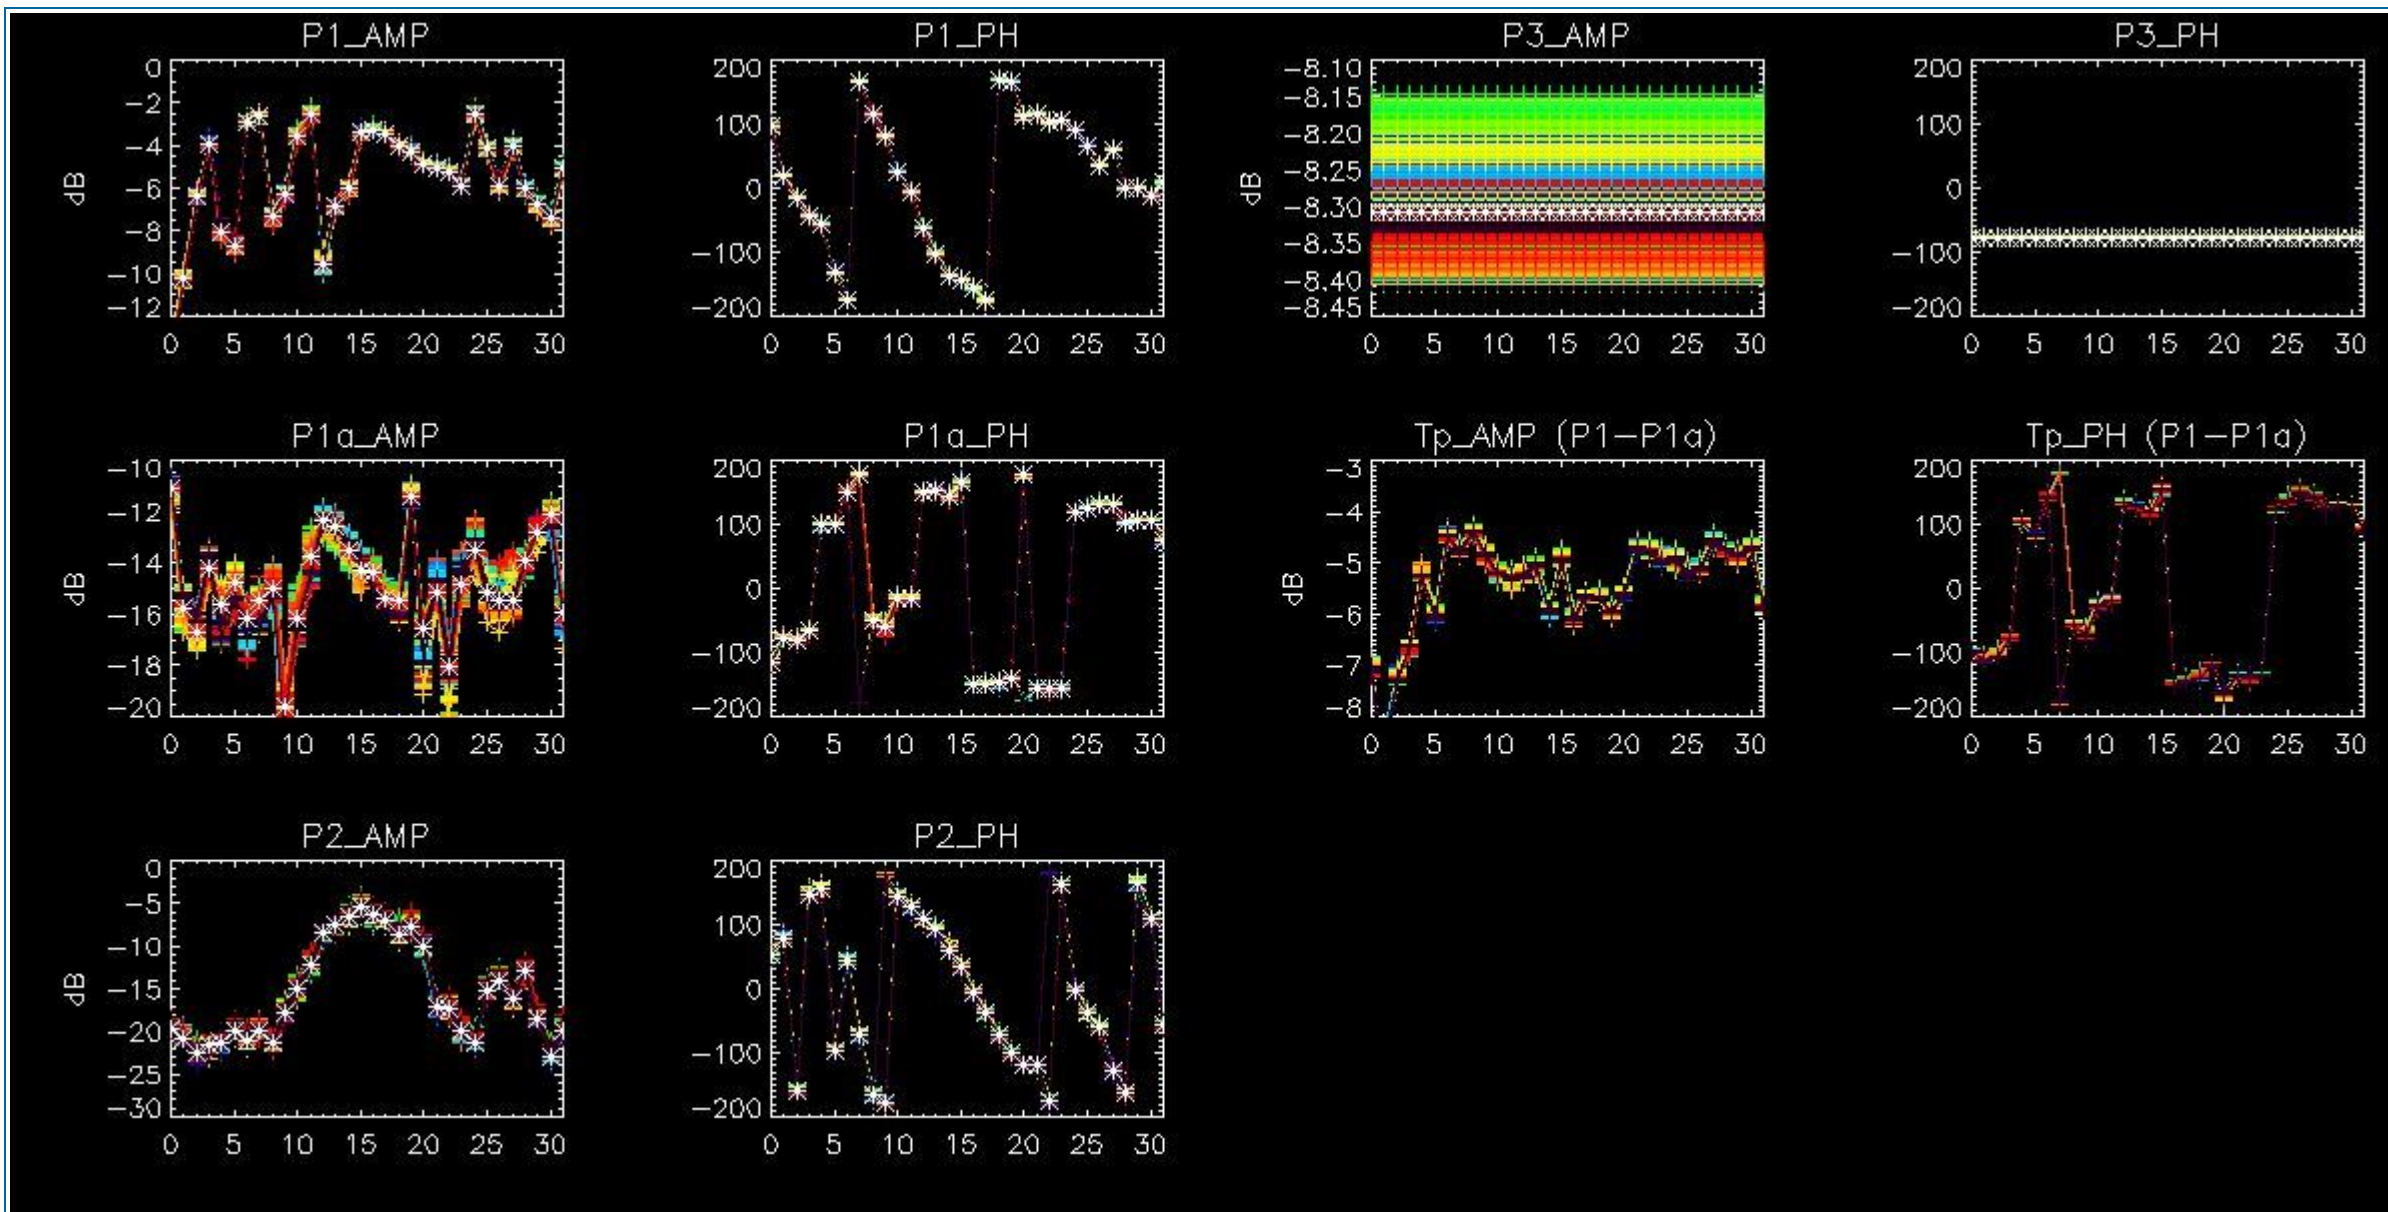 P1_AMP
0
−2
−4
−6
−8
−10
−12
dB
0 5 10 15 20 25 30
P1_PH
200
100
0
−100
−200
0 5 10 15 20 25 30
P3_AMP
−8.10
−8.15
−8.20
−8.25
−8.30
−8.35
−8.40
−8.45
dB
0 5 10 15 20 25 30
P3_PH
200
100
0
−100
−200
0 5 10 15 20 25 30
P1a_AMP
−10
−12
−14
−16
−18
−20
dB
0 5 10 15 20 25 30
P1a_PH
200
100
0
−100
−200
0 5 10 15 20 25 30
Tp_AMP (P1−P1a)
−3
−4
−5
−6
−7
−8
dB
0 5 10 15 20 25 30
Tp_PH (P1−P1a)
200
100
0
−100
−200
0 5 10 15 20 25 30
P2_AMP
0
−5
−10
−15
−20
−25
−30
dB
0 5 10 15 20 25 30
P2_PH
200
100
0
−100
−200
0 5 10 15 20 25 30